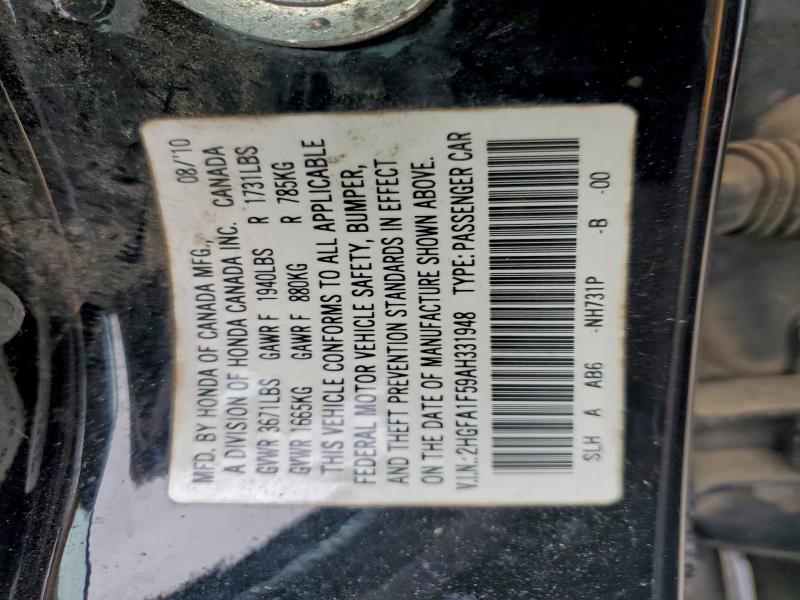 MFD. BY HONDA OF CANADA MFG., 08/'10
A DIVISION OF HONDA CANADA INC. CANADA
GVWR 3671LBS GAWR F 1940LBS R 1731LBS
GVWR 1665KG GAWR F 880KG R 785KG
THIS VEHICLE CONFORMS TO ALL APPLICABLE
FEDERAL MOTOR VEHICLE SAFETY, BUMPER,
AND THEFT PREVENTION STANDARDS IN EFFECT
ON THE DATE OF MANUFACTURE SHOWN ABOVE.
V.I.N.:2HGFA1F59AH331948 TYPE:PASSENGER CAR
SLH A AB6 -NH731P -B -00